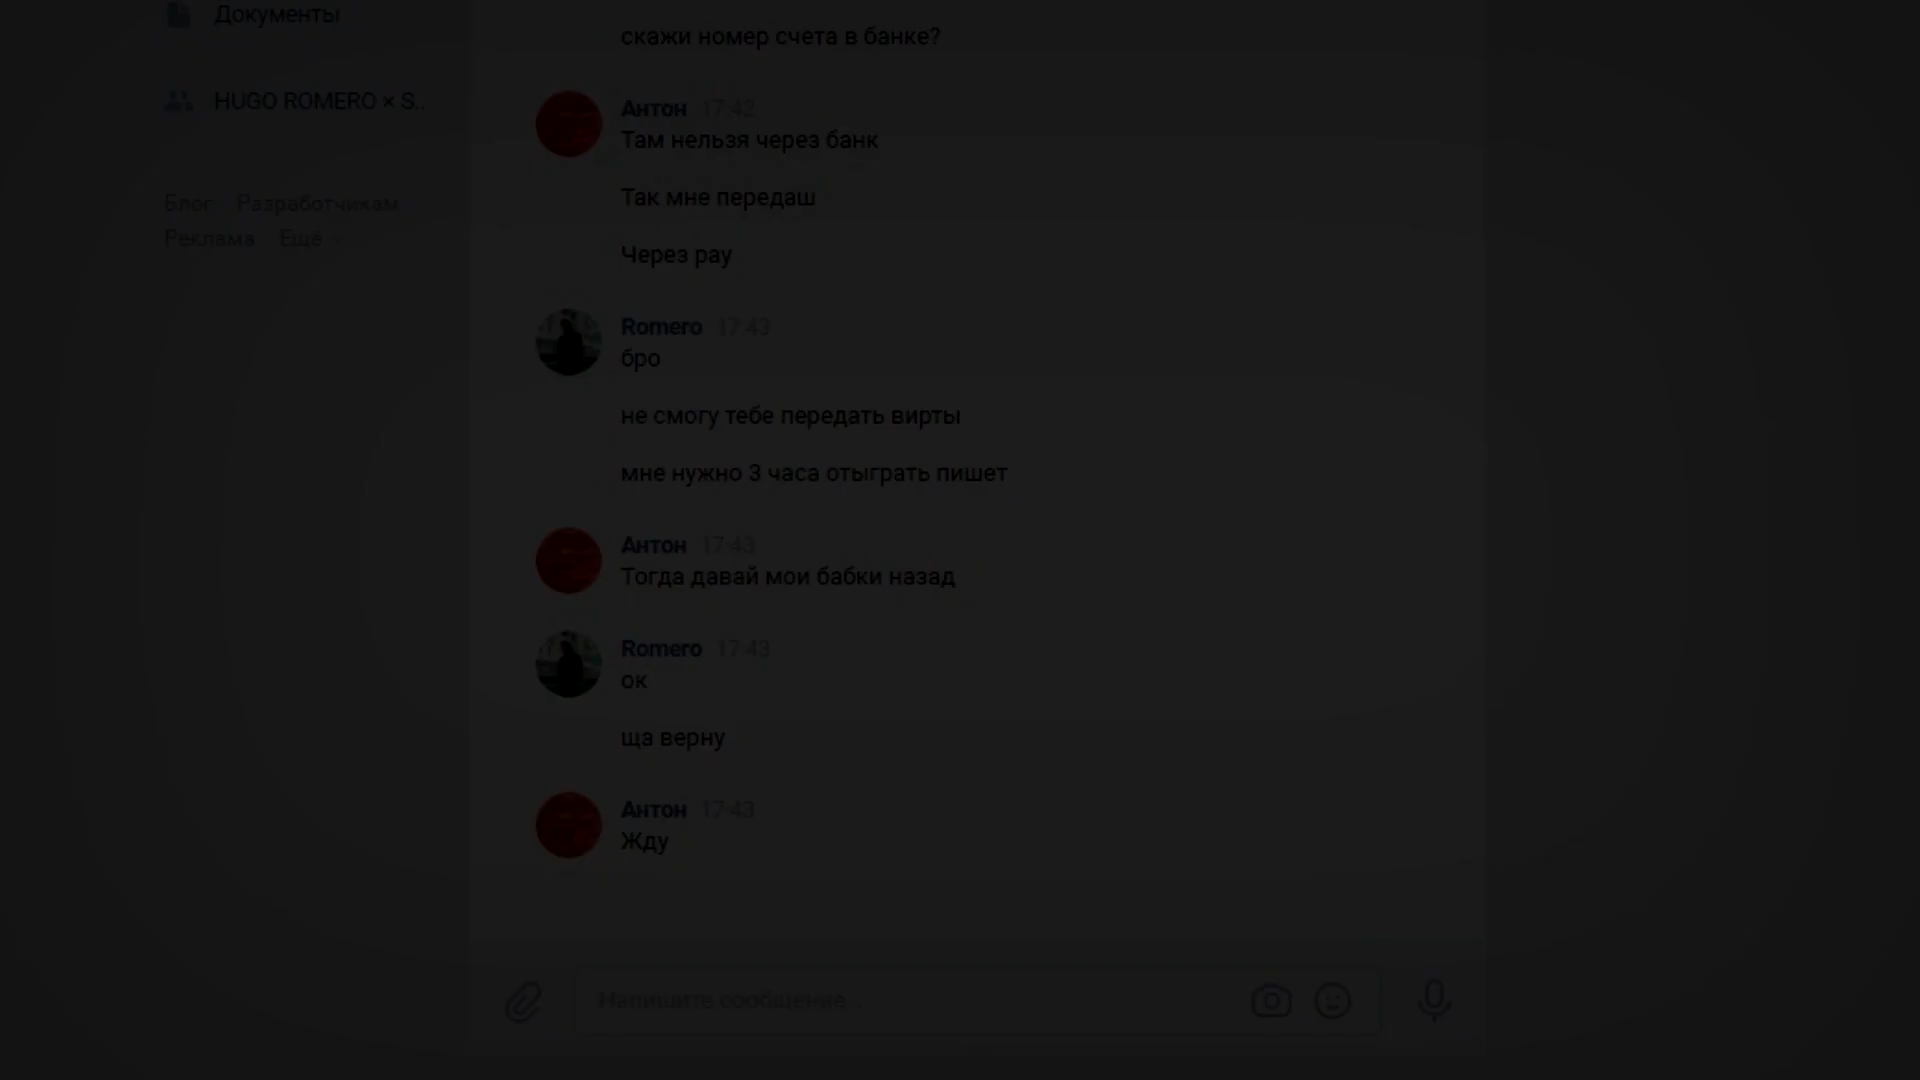 Документы
HUGO ROMERO × S..
Блог Разработчикам
Реклама Ещё
скажи номер счета в банке?
Антон 17:42
Там нельзя через банк
Так мне передаш
Через pay
Romero 17:43
бро
не смогу тебе передать вирты
мне нужно 3 часа отыграть пишет
Антон 17:43
Тогда давай мои бабки назад
Romero 17:43
ок
ща верну
Антон 17:43
Жду
Напишите сообщение...